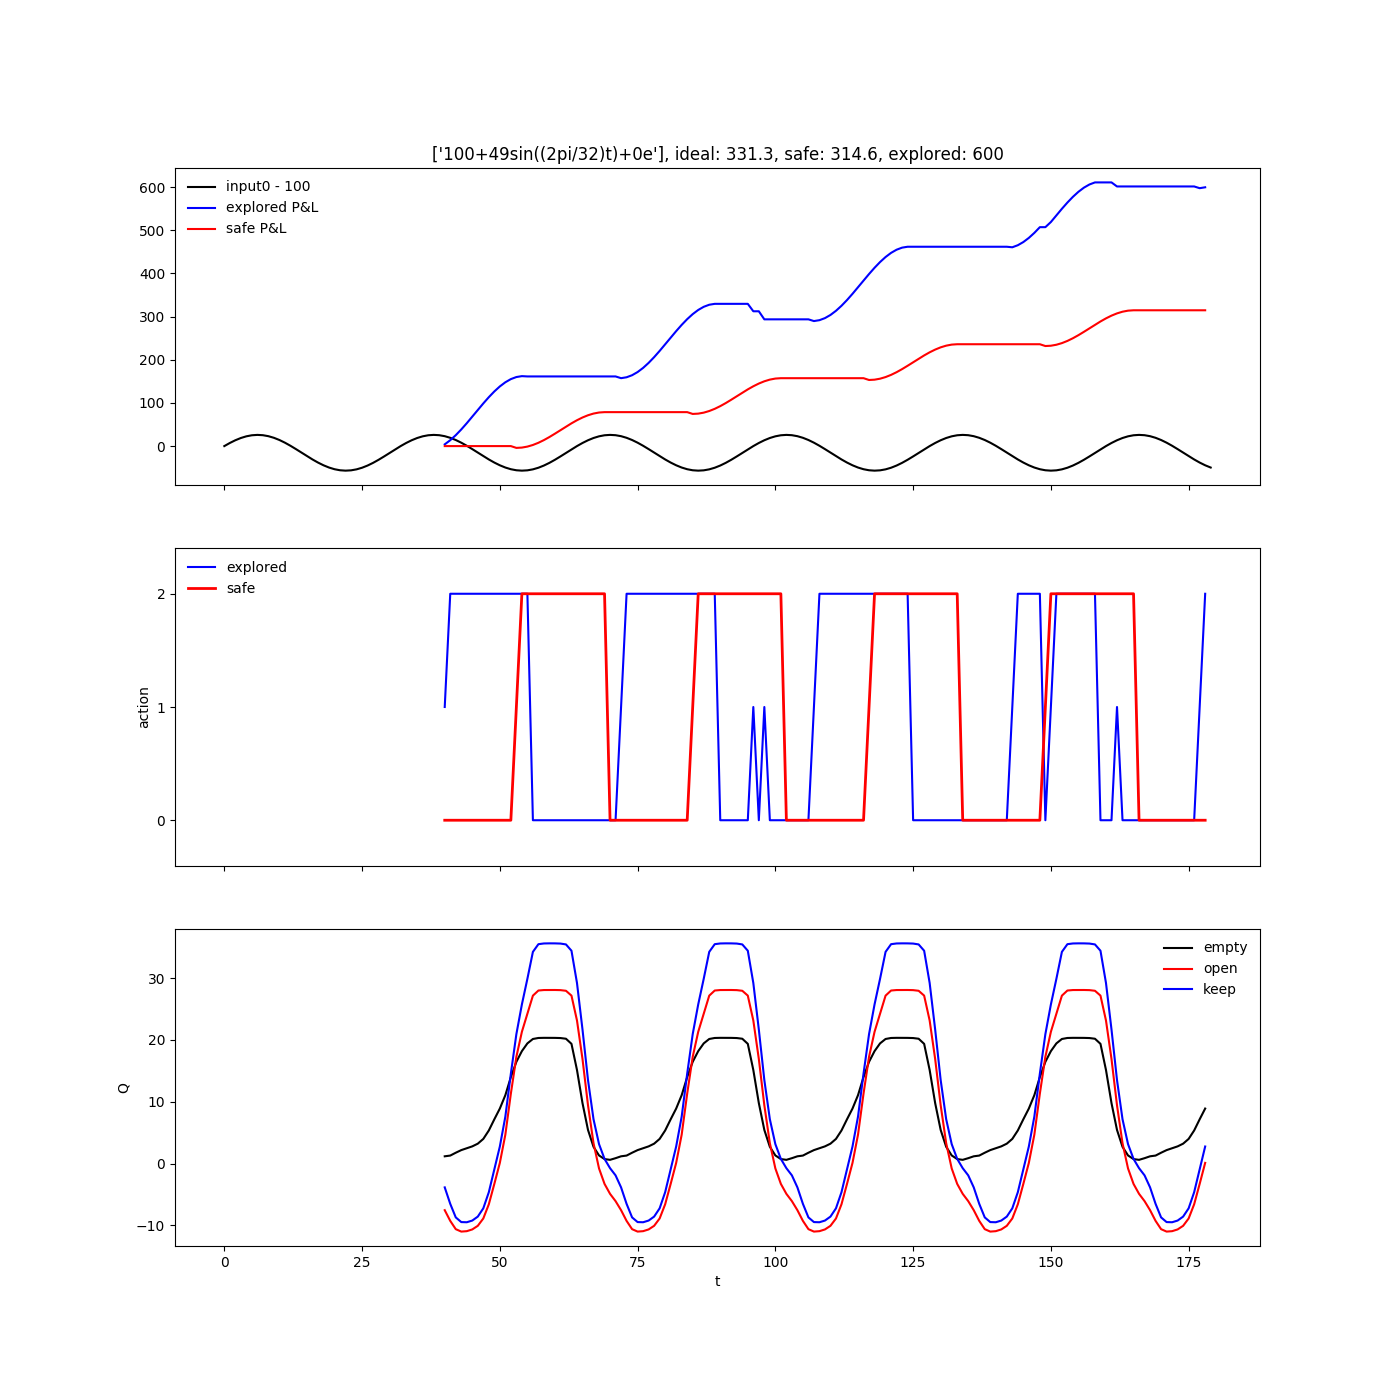 ['100+49sin((2pi/32)t)+0e'], ideal: 331.3, safe: 314.6, explored: 600
input0 - 100
explored P&L
safe P&L
600
500
400
300
200
100
0
explored
safe
2
1
0
action
empty
open
keep
30
20
10
0
−10
Q
0 25 50 75 100 125 150 175
t